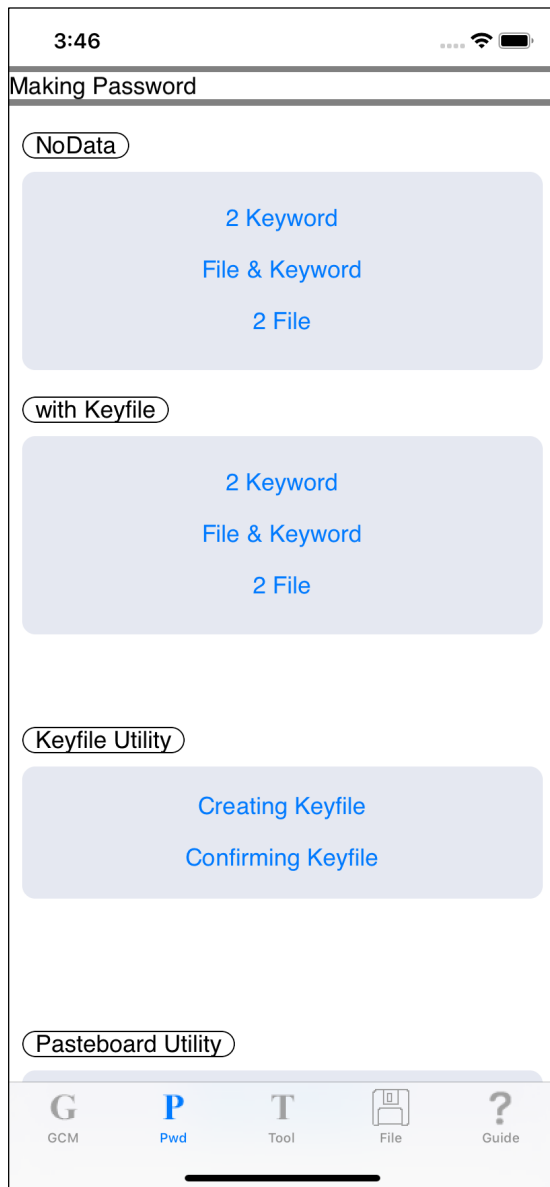 3:46
Making Password
NoData
2 Keyword
File & Keyword
2 File
with Keyfile
2 Keyword
File & Keyword
2 File
Keyfile Utility
Creating Keyfile
Confirming Keyfile
Pasteboard Utility
G P T ?
GCM Pwd Tool File Guide